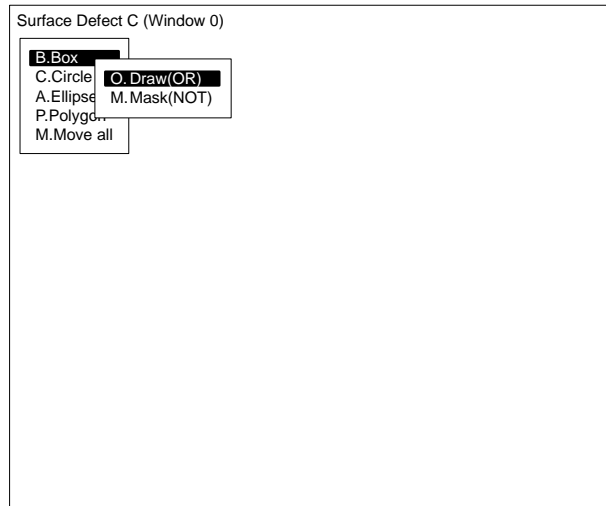 Surface Defect C (Window 0)
B.Box
C.Circle
A.Ellipse
P.Polygon
M.Move all
O.Draw(OR)
M.Mask(NOT)